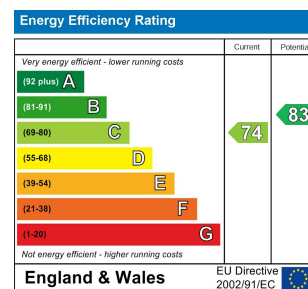 Energy Efficiency Rating
Current Potentia
Very energy efficient - lower running costs
(92 plus) A
(81-91) B
83
(69-80) C 74
(55-68) D
(39-54) E
(21-38) F
(1-20) G
Not energy efficient - higher running costs
England & Wales
EU Directive
2002/91/EC